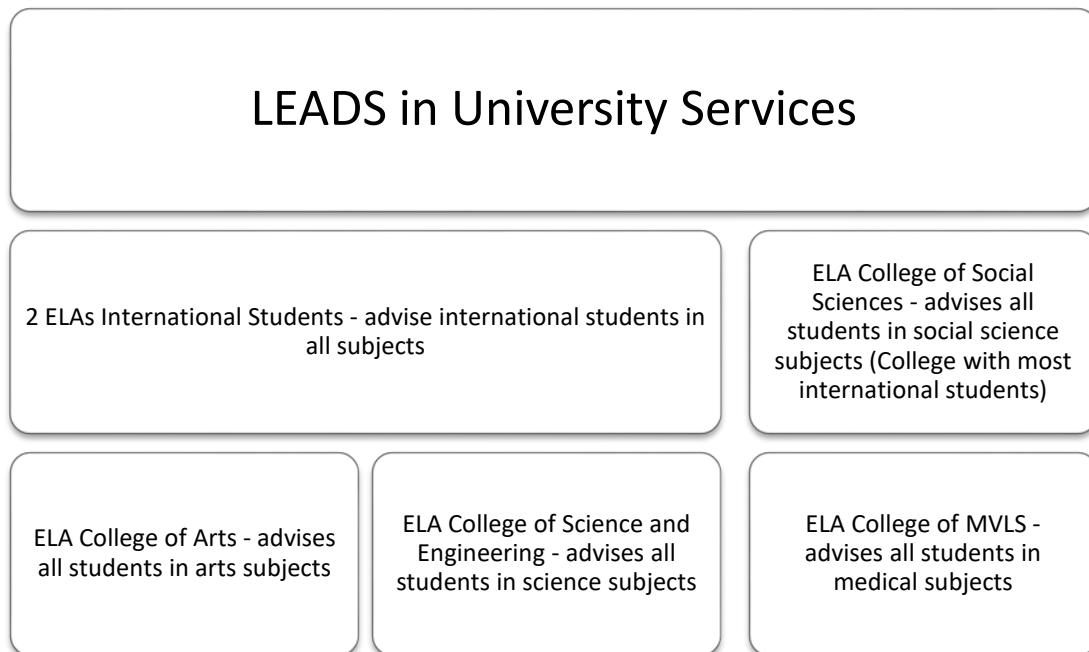 LEADS in University Services
2 ELAs International Students - advise international students in
all subjects
ELA College of Social
Sciences - advises all
students in social science
subjects (College with most
international students)
ELA College of Arts - advises
all students in arts subjects
ELA College of Science and
Engineering - advises all
students in science subjects
ELA College of MVLS -
advises all students in
medical subjects